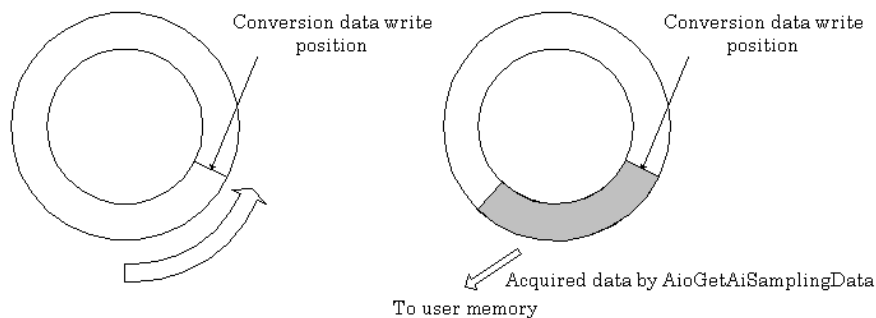 Conversion data write
position
Conversion data write
position
Acquired data by AioGetAiSamplingData
To user memory